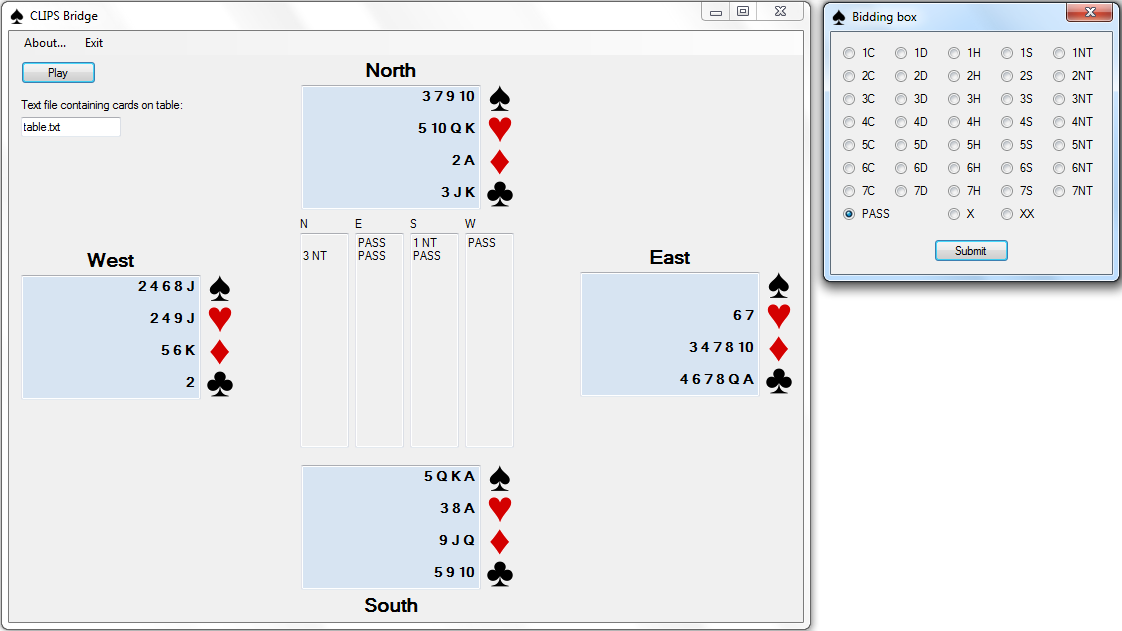 CLIPS Bridge
About... Exit
Play
Text file containing cards on table:
table.txt
North
3 7 9 10
5 10 Q K
2 A
3 J K
N E S W
PASS 1 NT PASS
3 NT PASS PASS
West
2 4 6 8 J
2 4 9 J
5 6 K
2
East
6 7
3 4 7 8 10
4 6 7 8 Q A
5 Q K A
3 8 A
9 J Q
5 9 10
South
Bidding box
1C 1D 1H 1S 1NT
2C 2D 2H 2S 2NT
3C 3D 3H 3S 3NT
4C 4D 4H 4S 4NT
5C 5D 5H 5S 5NT
6C 6D 6H 6S 6NT
7C 7D 7H 7S 7NT
PASS X XX
Submit